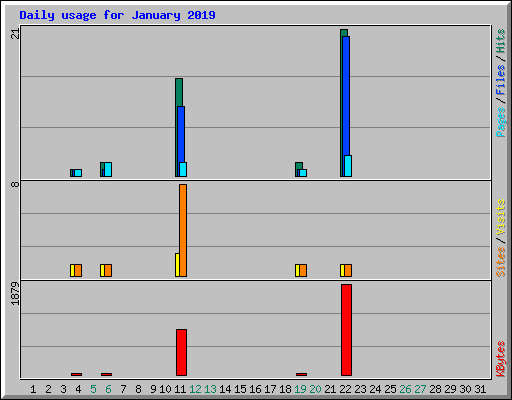 Daily usage for January 2019
21
Pages / Files / Hits
8
Sites / Visits
1879
KBytes
1 2 3 4 5 6 7 8 9 10 11 12 13 14 15 16 17 18 19 20 21 22 23 24 25 26 27 28 29 30 31